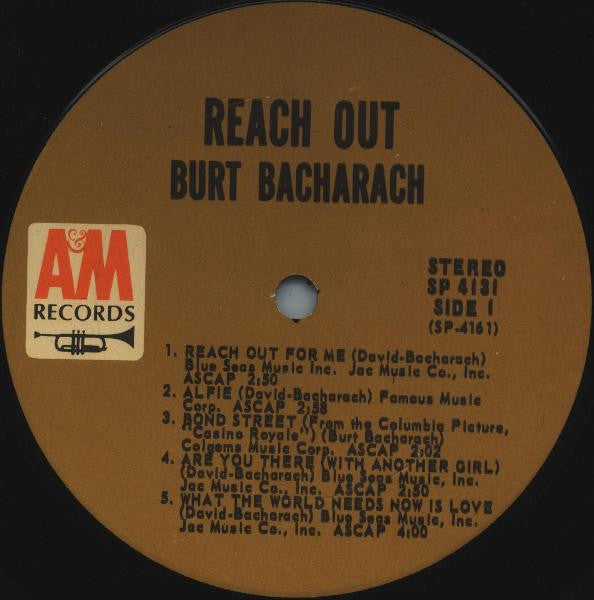 REACH OUT
BURT BACHARACH
A&M
RECORDS
STEREO
SP 4131
SIDE 1
(SP-4161)
1. REACH OUT FOR ME (David-Bacharach)
Blue Seas Music Inc. Jac Music Co., Inc.
ASCAP 2:50
2. ALFIE (David-Bacharach) Famous Music
Corp. ASCAP 2:58
3. BOND STREET (From the Columbia Picture,
"Casino Royale") (Burt Bacharach)
Colgems Music Corp. ASCAP 2:02
4. ARE YOU THERE (WITH ANOTHER GIRL)
(David-Bacharach) Blue Seas Music, Inc.
Jac Music Co., Inc. ASCAP 2:50
5. WHAT THE WORLD NEEDS NOW IS LOVE
(David-Bacharach) Blue Seas Music, Inc.
Jac Music Co., Inc. ASCAP 4:00